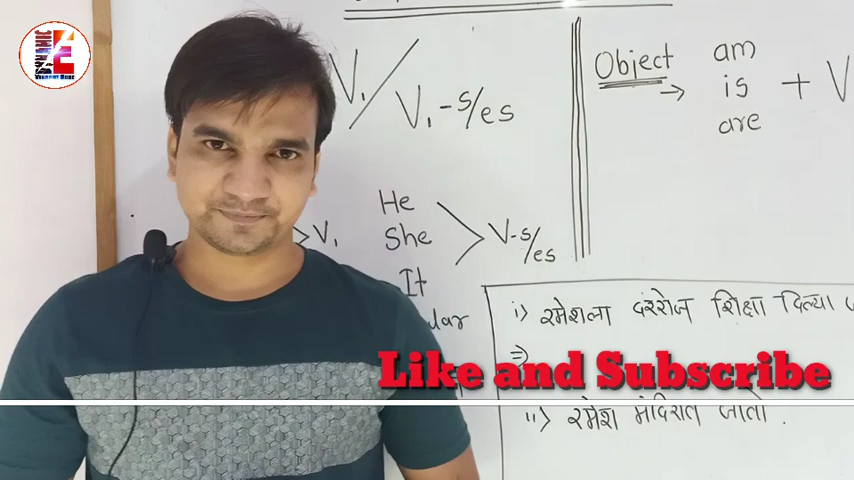 DYNAMIC
E
V₁ / V₁-s/es
Object → am is are + V
> V₁
He
She > V-s/es
It
i) रमेशला दररोज शिक्षा दिल्या
⇒
Like and Subscribe
ii) रमेश मंदिरात जातो.